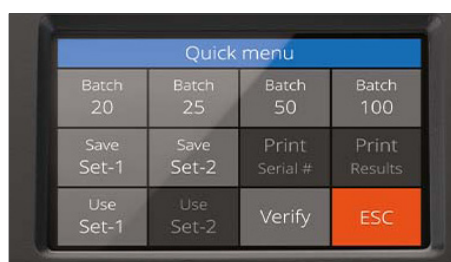 Quick menu
Batch Batch Batch Batch
20 25 50 100
Save Save Print Print
Set-1 Set-2 Serial # Results
Use Use Verify ESC
Set-1 Set-2